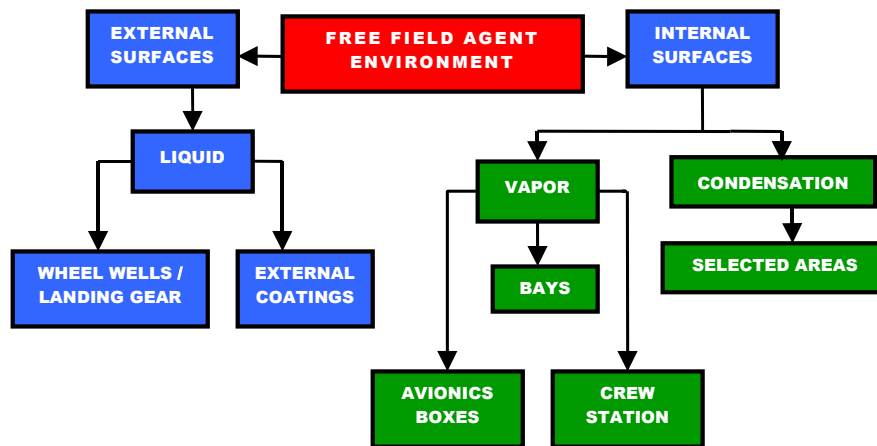 EXTERNAL
SURFACES
FREE FIELD AGENT
ENVIRONMENT
INTERNAL
SURFACES
LIQUID
VAPOR
CONDENSATION
WHEEL WELLS /
LANDING GEAR
EXTERNAL
COATINGS
BAYS
SELECTED AREAS
AVIONICS
BOXES
CREW
STATION